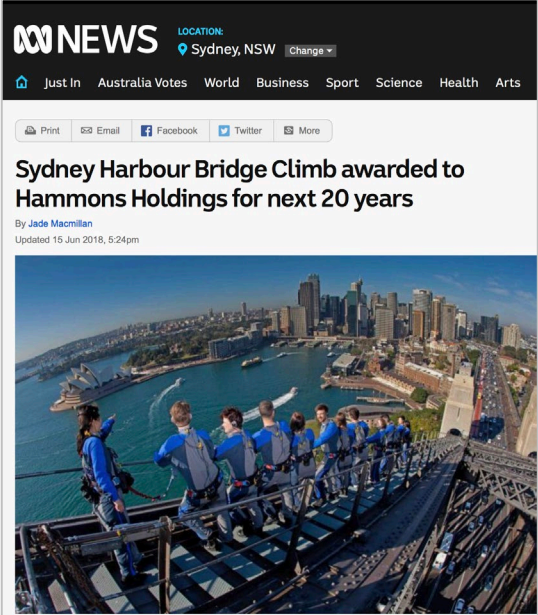 NEWS
LOCATION:
Sydney, NSW Change
Just In Australia Votes World Business Sport Science Health Arts
Print Email Facebook Twitter More
Sydney Harbour Bridge Climb awarded to
Hammons Holdings for next 20 years
By Jade Macmillan
Updated 15 Jun 2018, 5:24pm